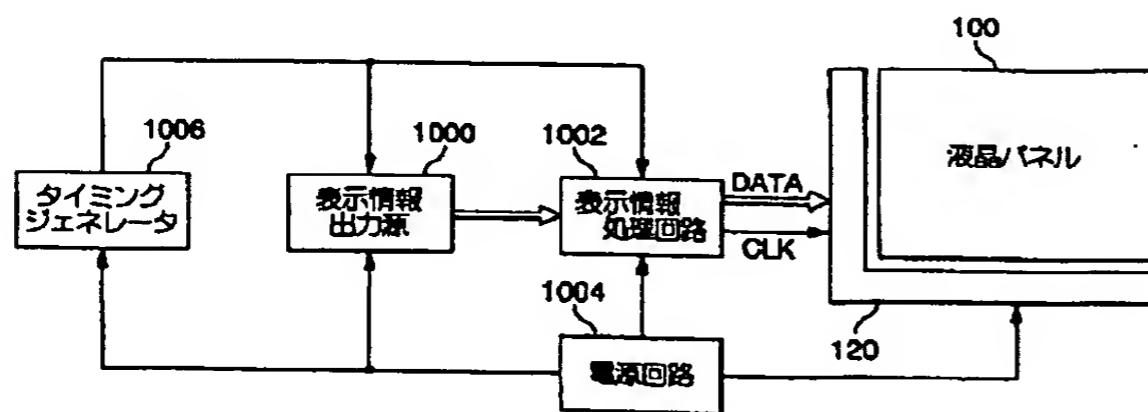 100
1006
1000
1002
タイミング
ジェネレータ
表示情報
出力源
表示情報
処理回路
DATA
CLK
液晶パネル
1004
電源回路
120